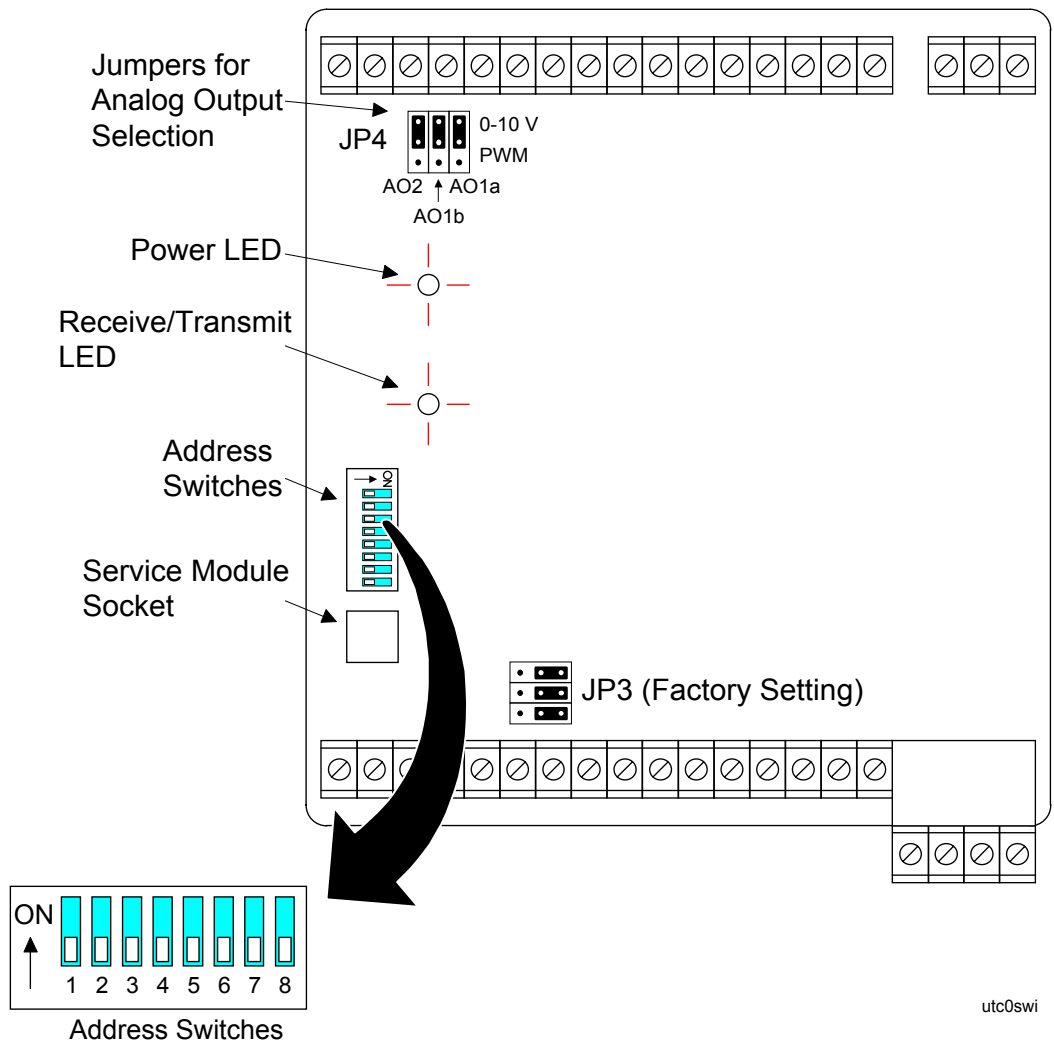 Jumpers for
Analog Output
Selection
JP4
0-10 V
PWM
AO2
AO1a
AO1b
Power LED
Receive/Transmit
LED
Address
Switches
ON
Service Module
Socket
JP3 (Factory Setting)
ON
1 2 3 4 5 6 7 8
Address Switches
utc0swi